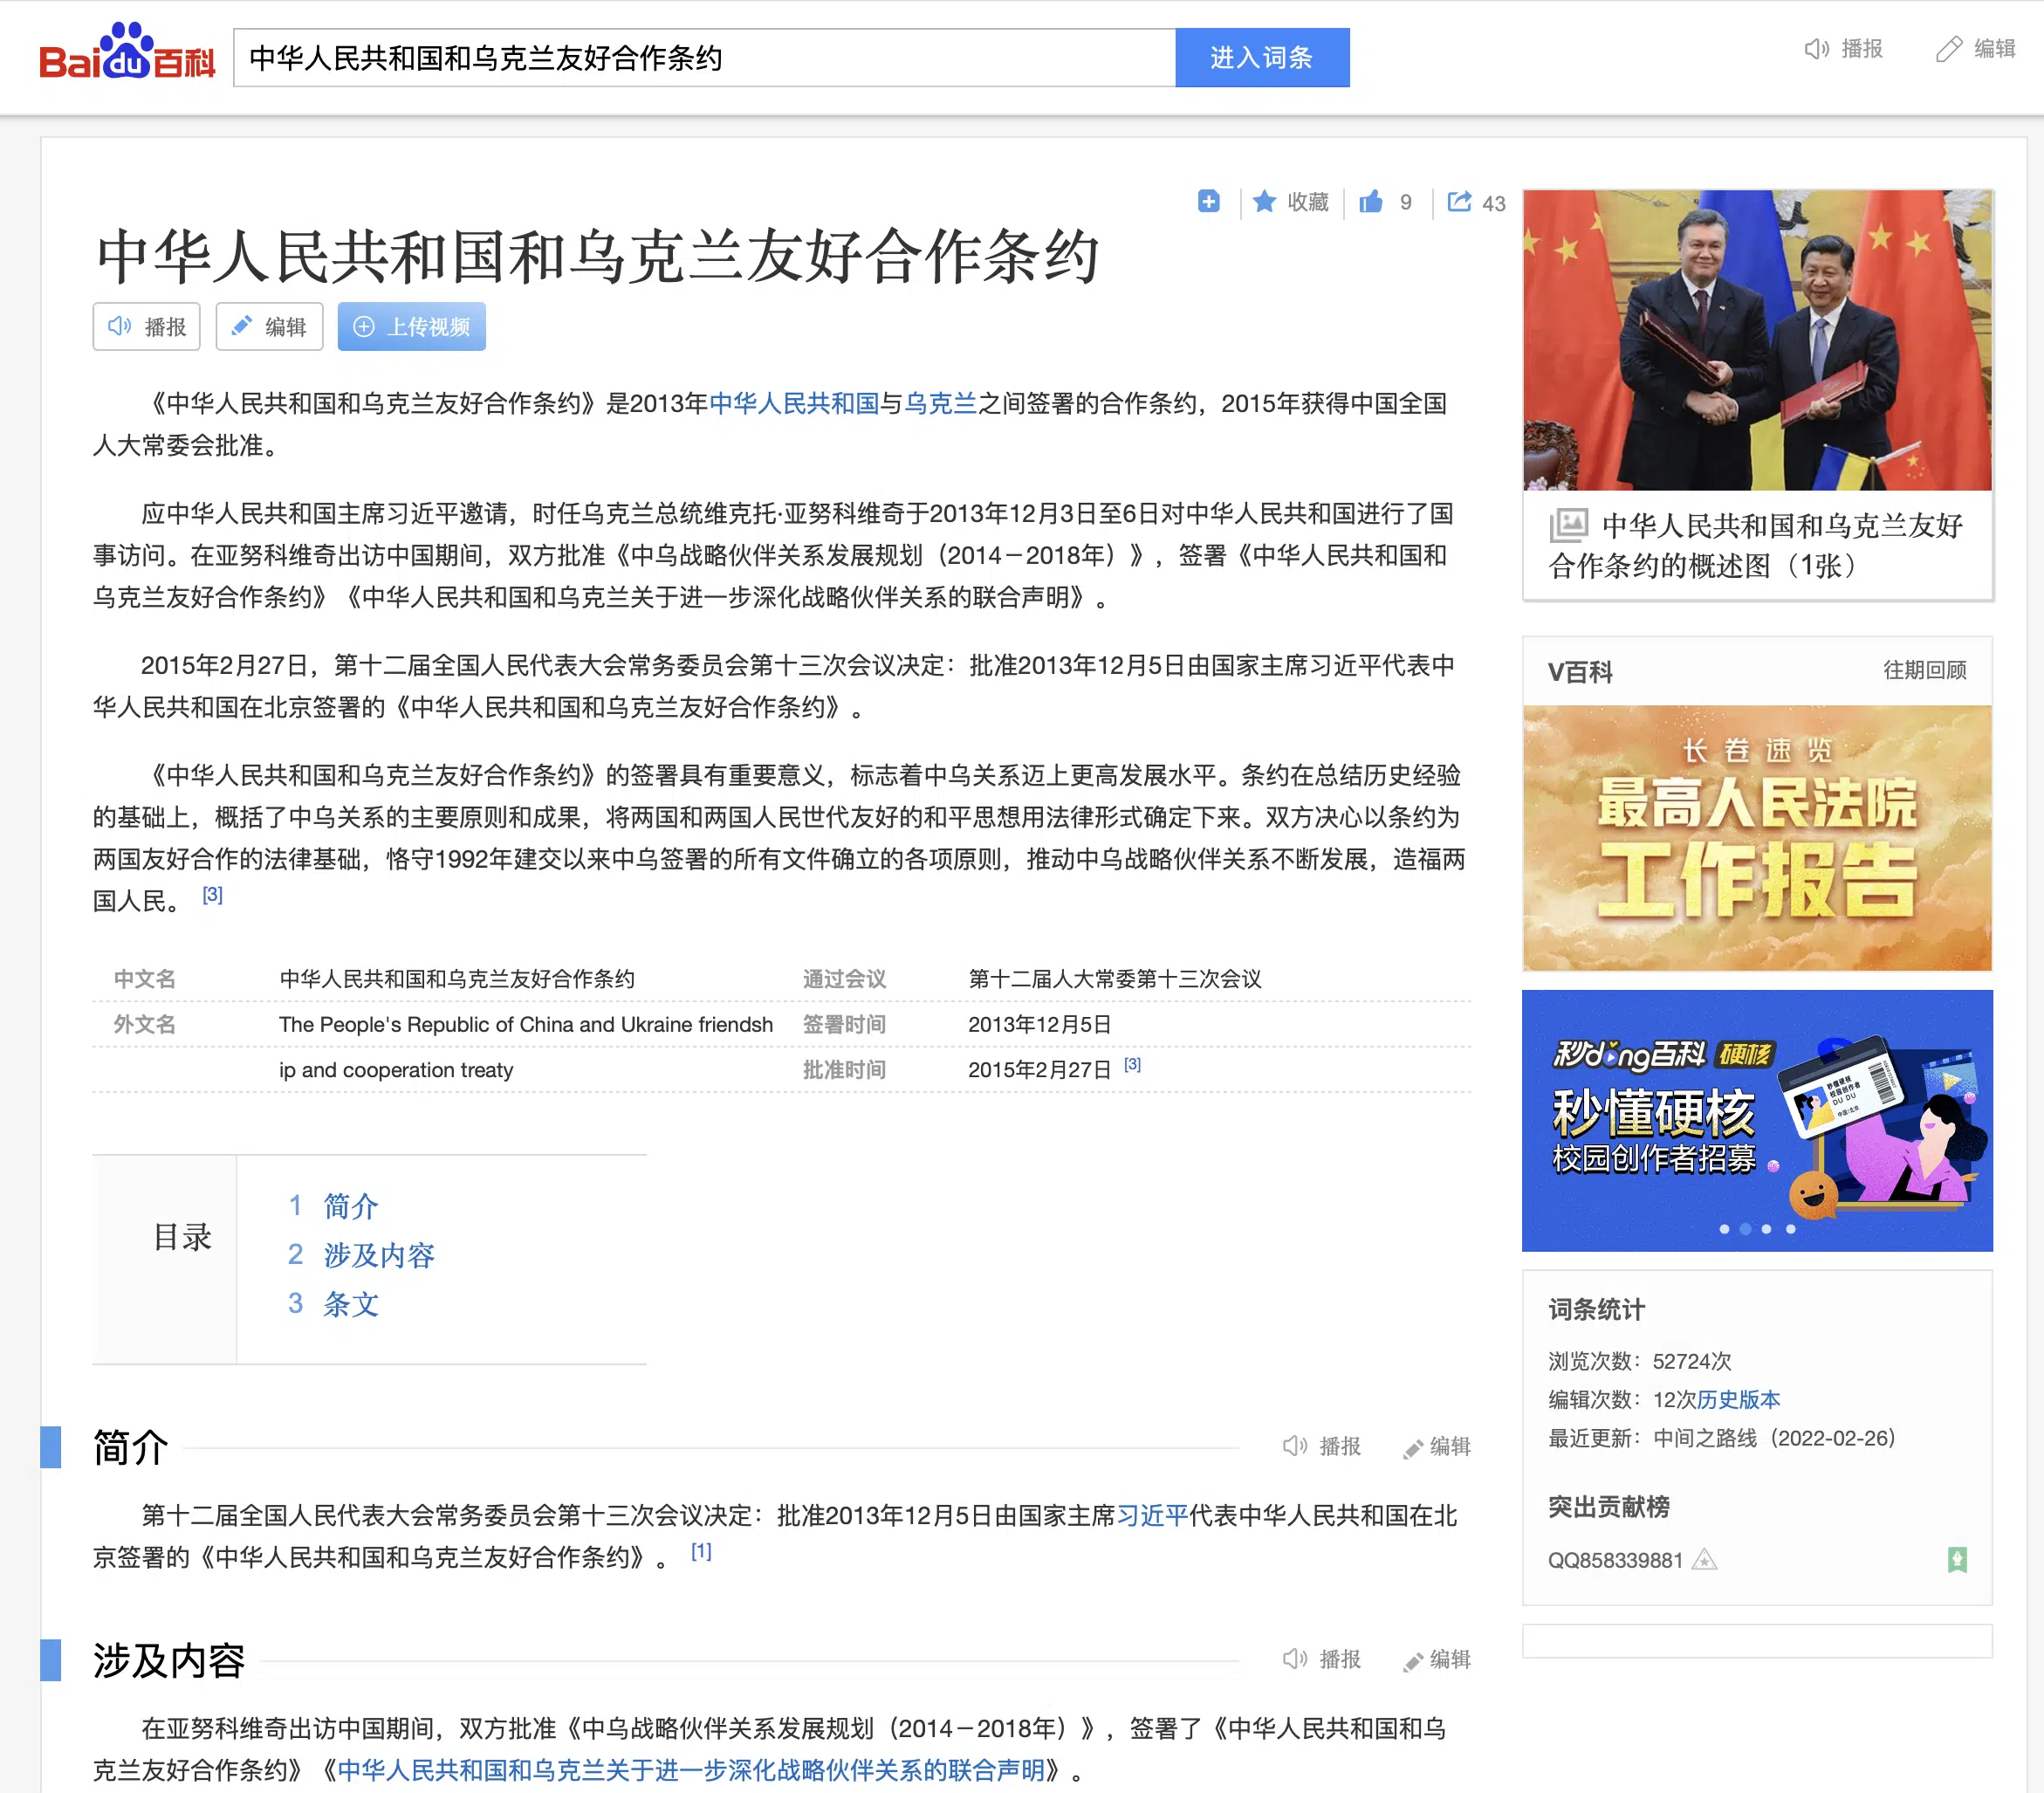 Bai du 百科
中华人民共和国和乌克兰友好合作条约
进入词条
播报
编辑
收藏
9
43
中华人民共和国和乌克兰友好合作条约
播报
编辑
上传视频
《中华人民共和国和乌克兰友好合作条约》是2013年中华人民共和国与乌克兰之间签署的合作条约，2015年获得中国全国
人大常委会批准。
应中华人民共和国主席习近平邀请，时任乌克兰总统维克托·亚努科维奇于2013年12月3日至6日对中华人民共和国进行了国
事访问。在亚努科维奇出访中国期间，双方批准《中乌战略伙伴关系发展规划（2014－2018年）》，签署《中华人民共和国和
乌克兰友好合作条约》《中华人民共和国和乌克兰关于进一步深化战略伙伴关系的联合声明》。
2015年2月27日，第十二届全国人民代表大会常务委员会第十三次会议决定：批准2013年12月5日由国家主席习近平代表中
华人民共和国在北京签署的《中华人民共和国和乌克兰友好合作条约》。
《中华人民共和国和乌克兰友好合作条约》的签署具有重要意义，标志着中乌关系迈上更高发展水平。条约在总结历史经验
的基础上，概括了中乌关系的主要原则和成果，将两国和两国人民世代友好的和平思想用法律形式确定下来。双方决心以条约为
两国友好合作的法律基础，恪守1992年建交以来中乌签署的所有文件确立的各项原则，推动中乌战略伙伴关系不断发展，造福两
国人民。 [3]
中文名
中华人民共和国和乌克兰友好合作条约
外文名
The People's Republic of China and Ukraine friendsh
ip and cooperation treaty
通过会议
第十二届人大常委第十三次会议
签署时间
2013年12月5日
批准时间
2015年2月27日 [3]
目录
1 简介
2 涉及内容
3 条文
简介
播报
编辑
第十二届全国人民代表大会常务委员会第十三次会议决定：批准2013年12月5日由国家主席习近平代表中华人民共和国在北
京签署的《中华人民共和国和乌克兰友好合作条约》。 [1]
涉及内容
播报
编辑
在亚努科维奇出访中国期间，双方批准《中乌战略伙伴关系发展规划（2014－2018年）》，签署了《中华人民共和国和乌
克兰友好合作条约》《中华人民共和国和乌克兰关于进一步深化战略伙伴关系的联合声明》。
中华人民共和国和乌克兰友好
合作条约的概述图（1张）
V百科
往期回顾
长卷速览
最高人民法院
工作报告
秒dong百科 硬核
秒懂硬核
校园创作者招募
秒懂硬核
校园创作者
DU DU
中国/北京
词条统计
浏览次数：52724次
编辑次数：12次历史版本
最近更新：中间之路线（2022-02-26）
突出贡献榜
QQ858339881